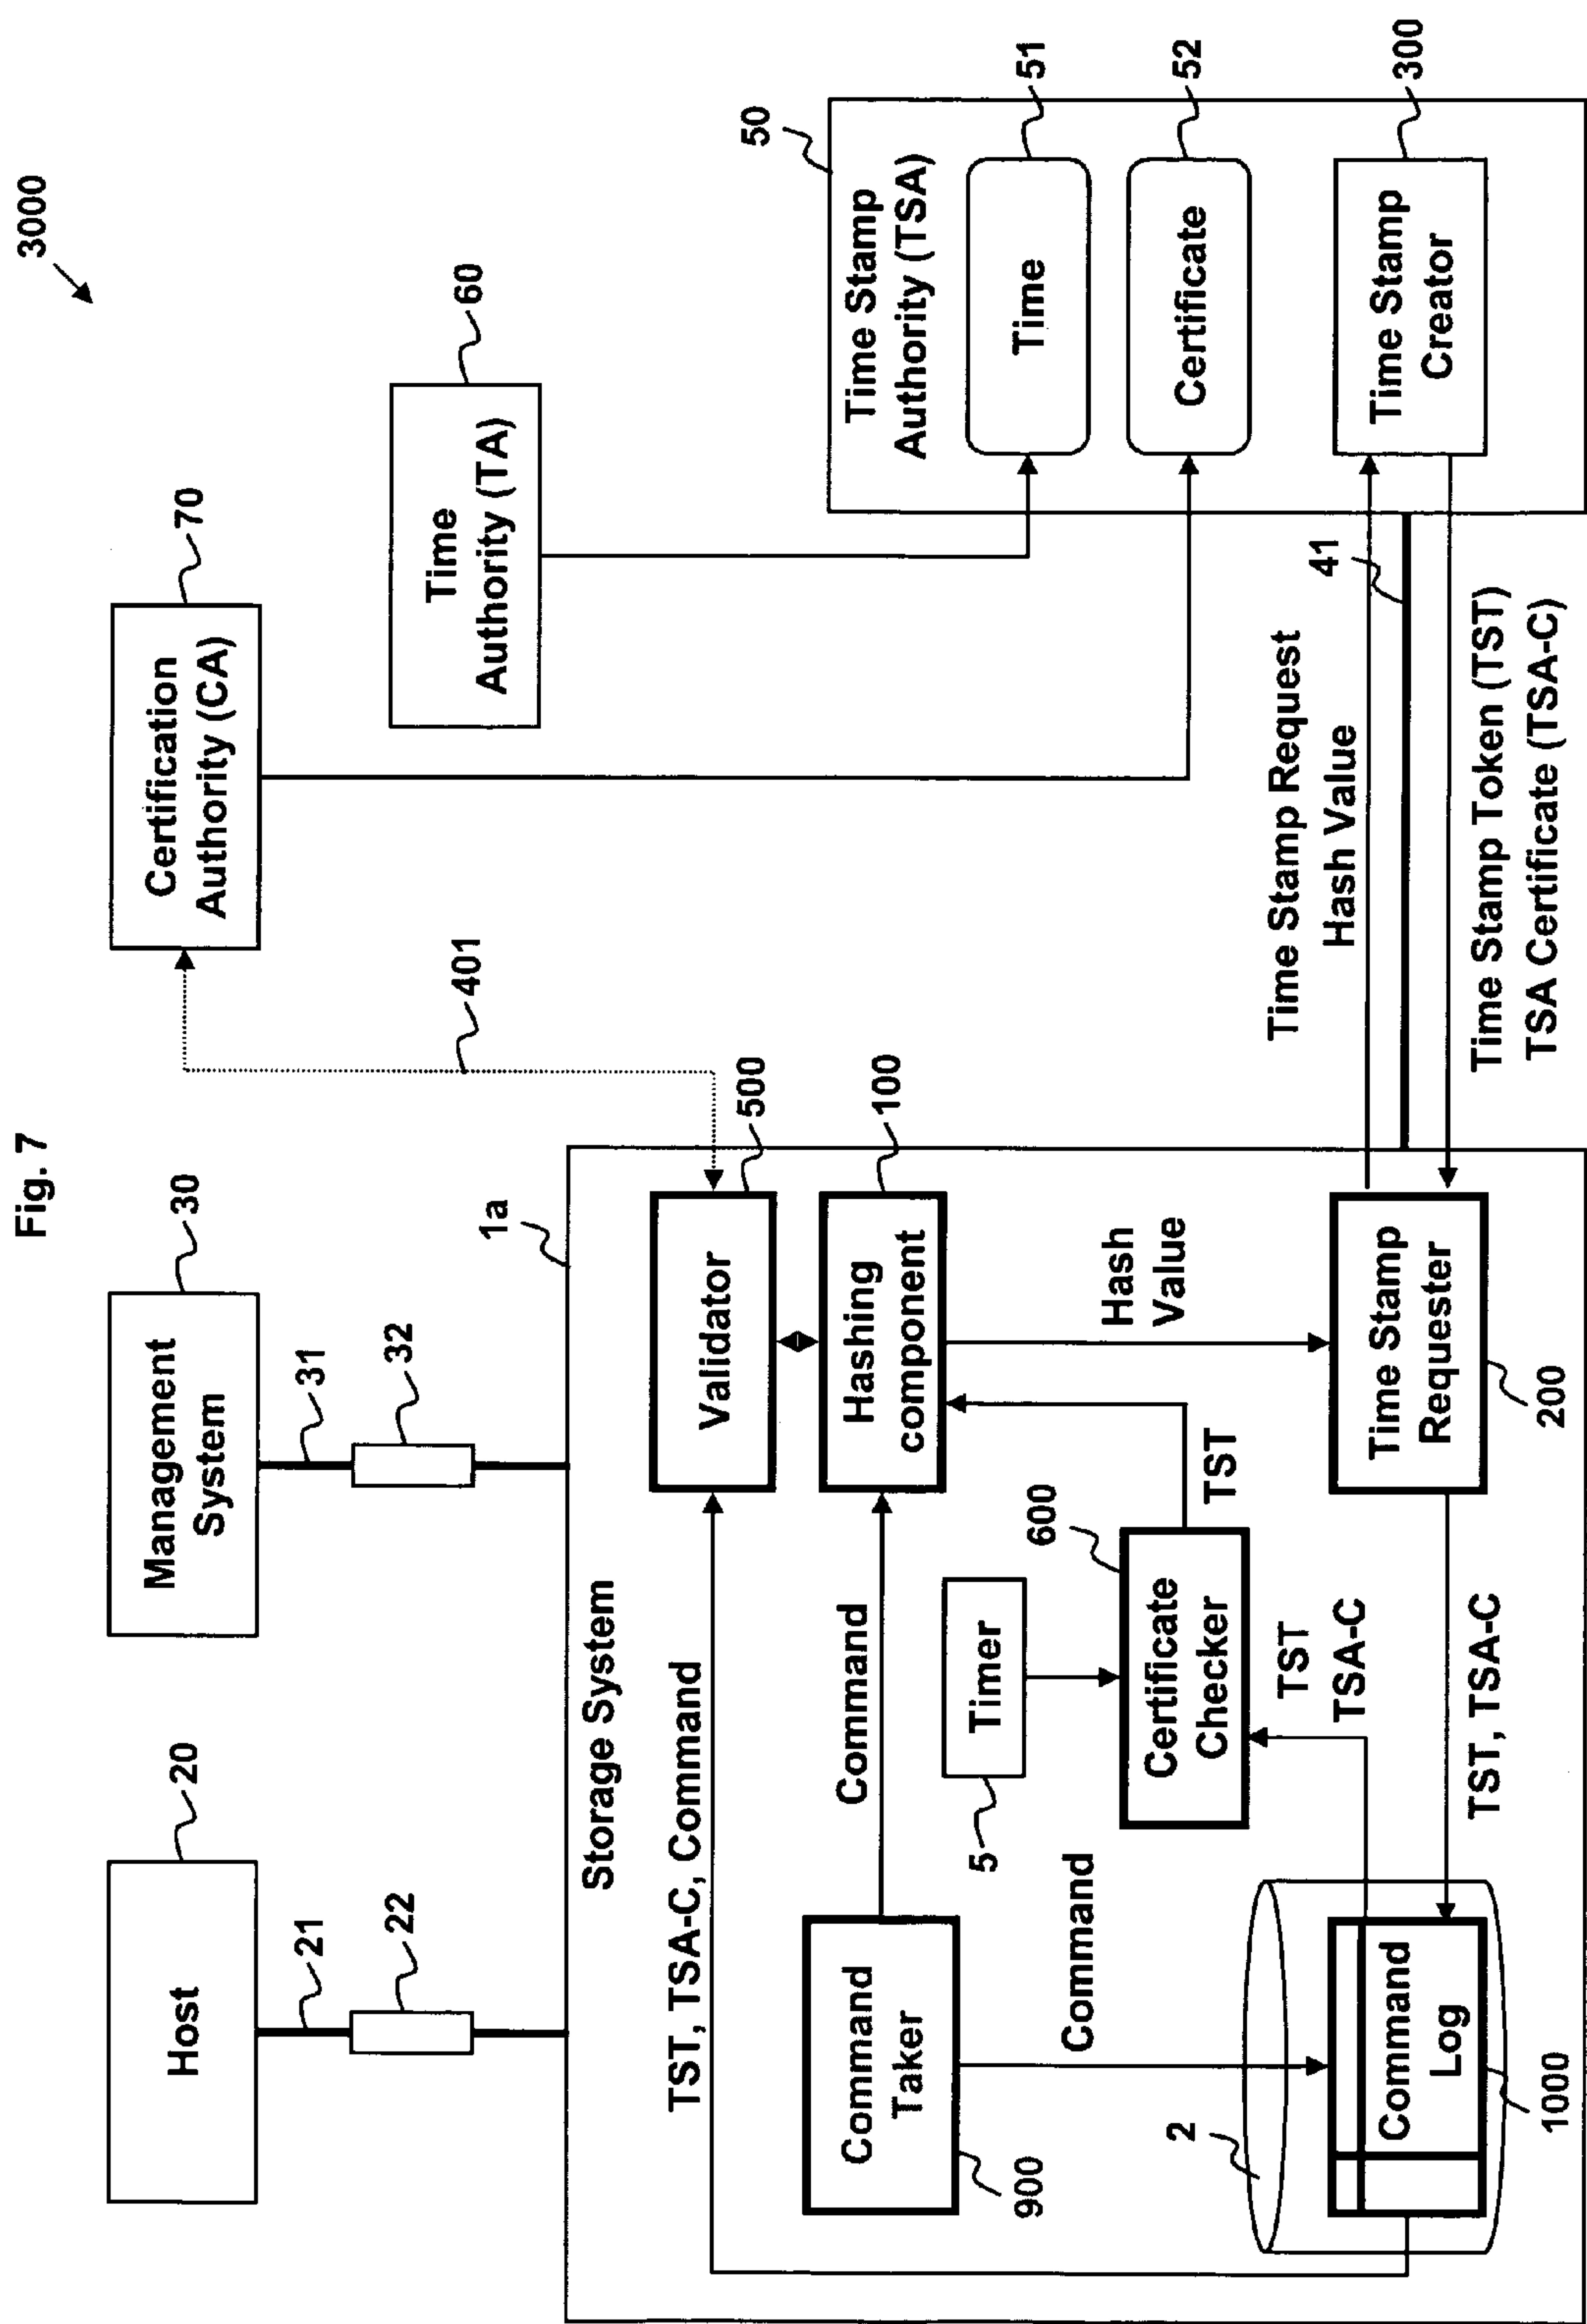 Fig. 7
3000
Host
20
21
22
Management
System
30
31
32
Certification
Authority (CA)
70
401
Time
Authority (TA)
60
Storage System
1a
TST, TSA-C, Command
Validator
500
Command
Taker
900
Command
Hashing
component
100
Timer
5
Certificate
Checker
600
TST
Hash
Value
Command
TST
TSA-C
2
Command
Log
1000
TST, TSA-C
Time Stamp
Requester
200
Time Stamp Request
Hash Value
41
Time Stamp Token (TST)
TSA Certificate (TSA-C)
50
Time Stamp
Authority (TSA)
Time
51
Certificate
52
Time Stamp
Creator
300